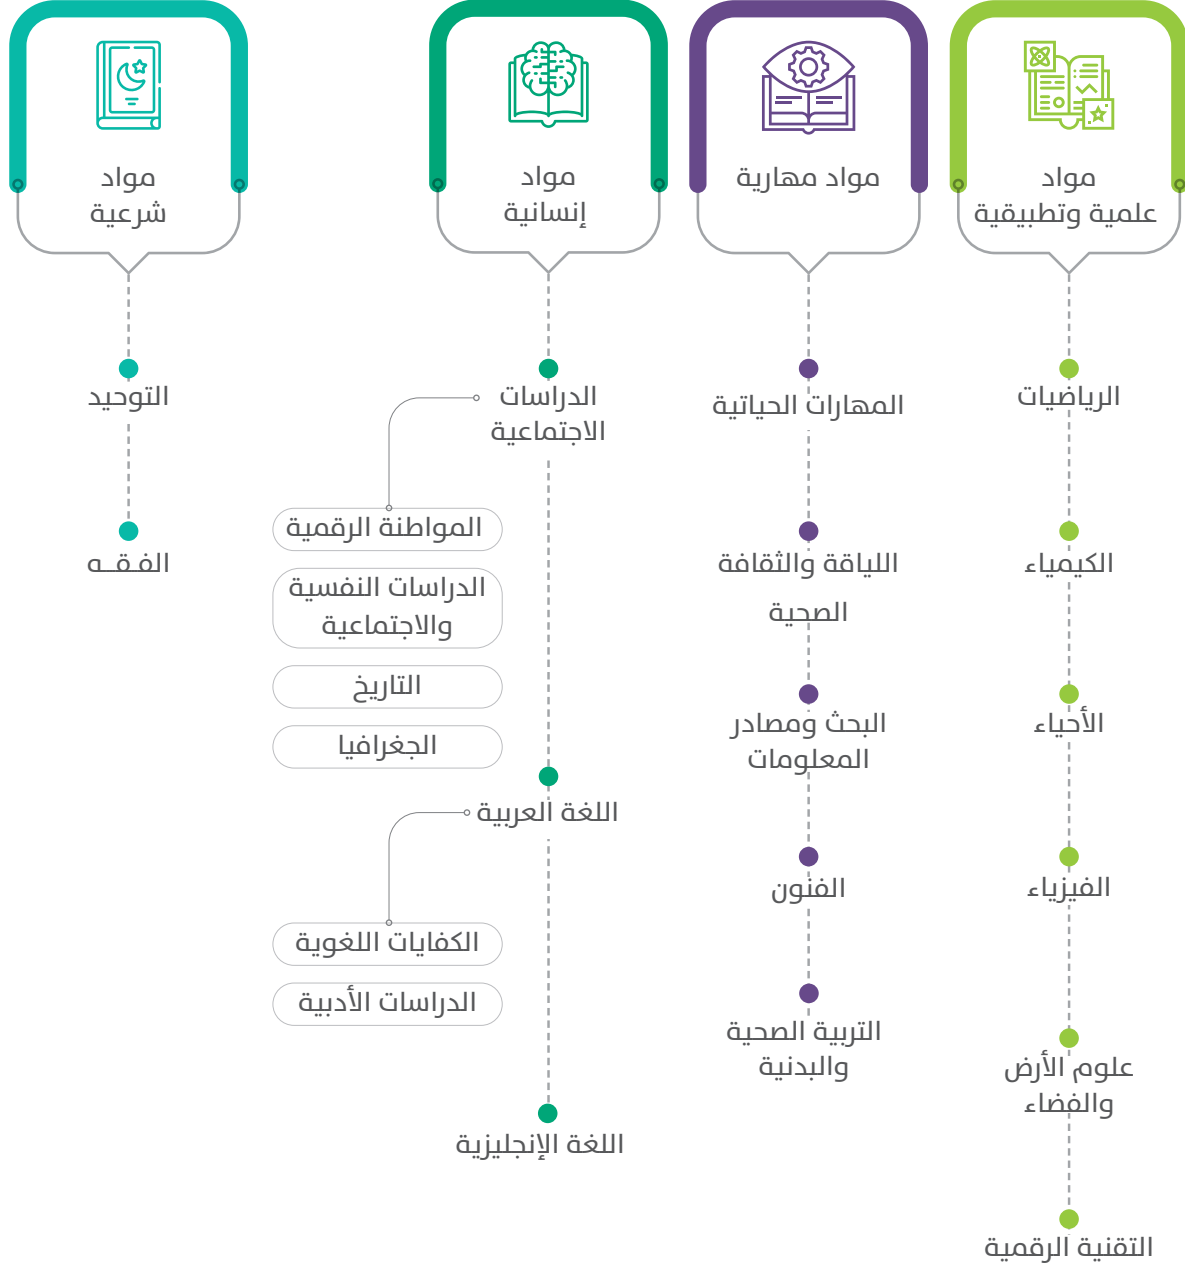 مواد
علمية وتطبيقية
الرياضيات
الكيمياء
الأحياء
الفيزياء
علوم الأرض
والفضاء
التقنية الرقمية
مواد مهارية
المهارات الحياتية
اللياقة والثقافة
الصحية
البحث ومصادر
المعلومات
الفنون
التربية الصحية
والبدنية
مواد
إنسانية
الدراسات
الاجتماعية
المواطنة الرقمية
الدراسات النفسية
والاجتماعية
التاريخ
الجغرافيا
اللغة العربية
الكفايات اللغوية
الدراسات الأدبية
اللغة الإنجليزية
مواد
شرعية
التوحيد
الفـقــه